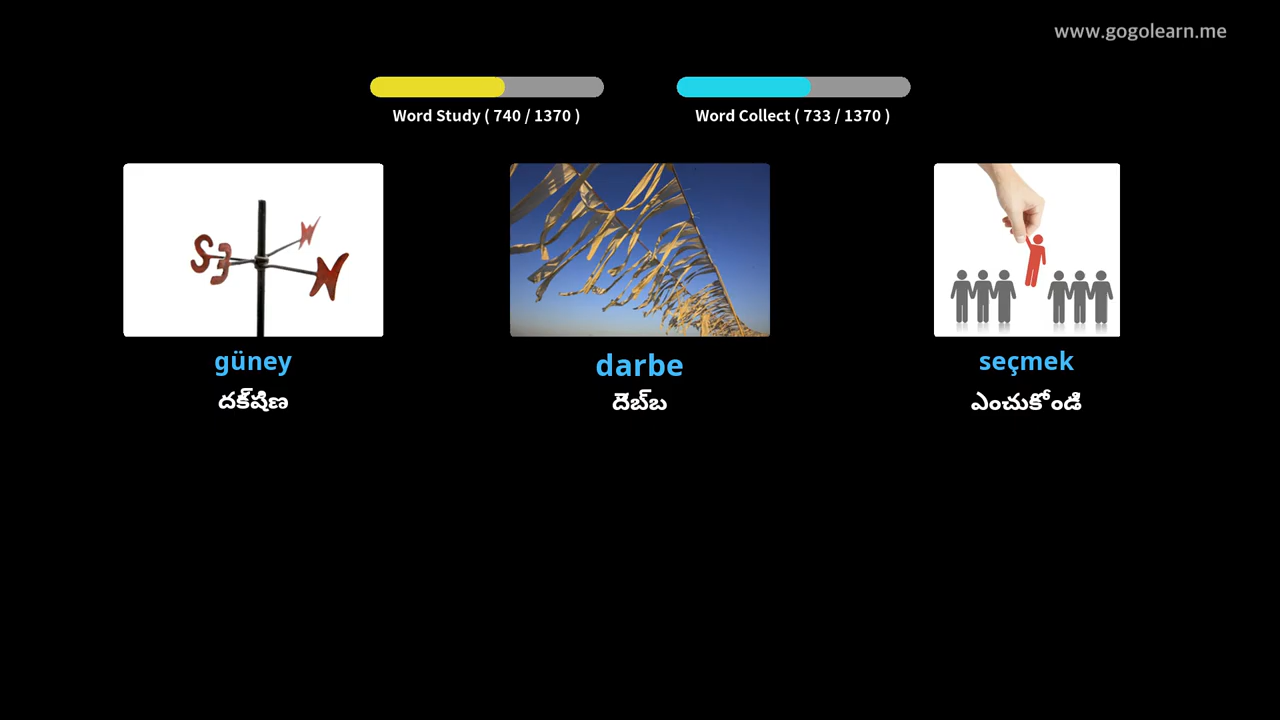 www.gogolearn.me
Word Study ( 740 / 1370 )
Word Collect ( 733 / 1370 )
S
E
N
W
güney
darbe
seçmek
దక్షిణ
దెబ్బ
ఎంచుకోండి